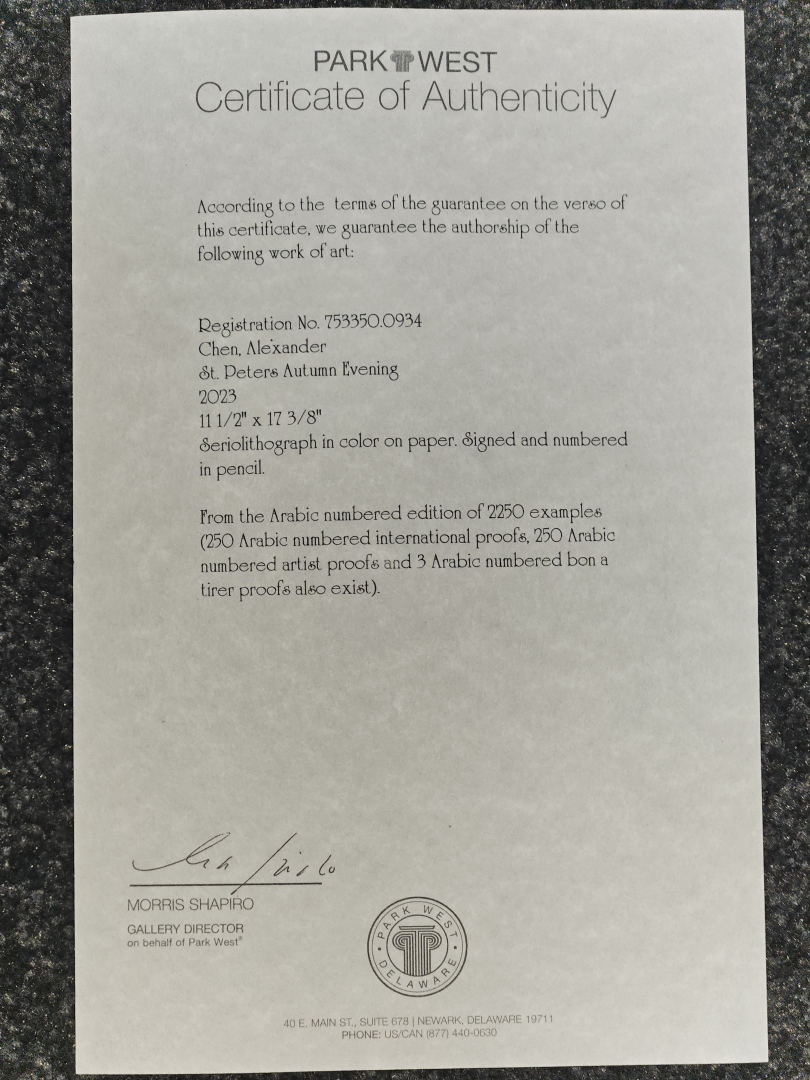 PARK WEST
Certificate of Authenticity
According to the terms of the guarantee on the verso of
this certificate, we guarantee the authorship of the
following work of art:
Registration No. 753350.0934
Chen, Alexander
St. Peters Autumn Evening
2023
11 1/2" x 17 3/8"
Seriolithograph in color on paper. Signed and numbered
in pencil.
From the Arabic numbered edition of 2250 examples
(250 Arabic numbered international proofs, 250 Arabic
numbered artist proofs and 3 Arabic numbered bon a
tirer proofs also exist).
MORRIS SHAPIRO
GALLERY DIRECTOR
on behalf of Park West®
PARK WEST
DELAWARE
40 E. MAIN ST., SUITE 678 | NEWARK, DELAWARE 19711
PHONE: US/CAN (877) 440-0630